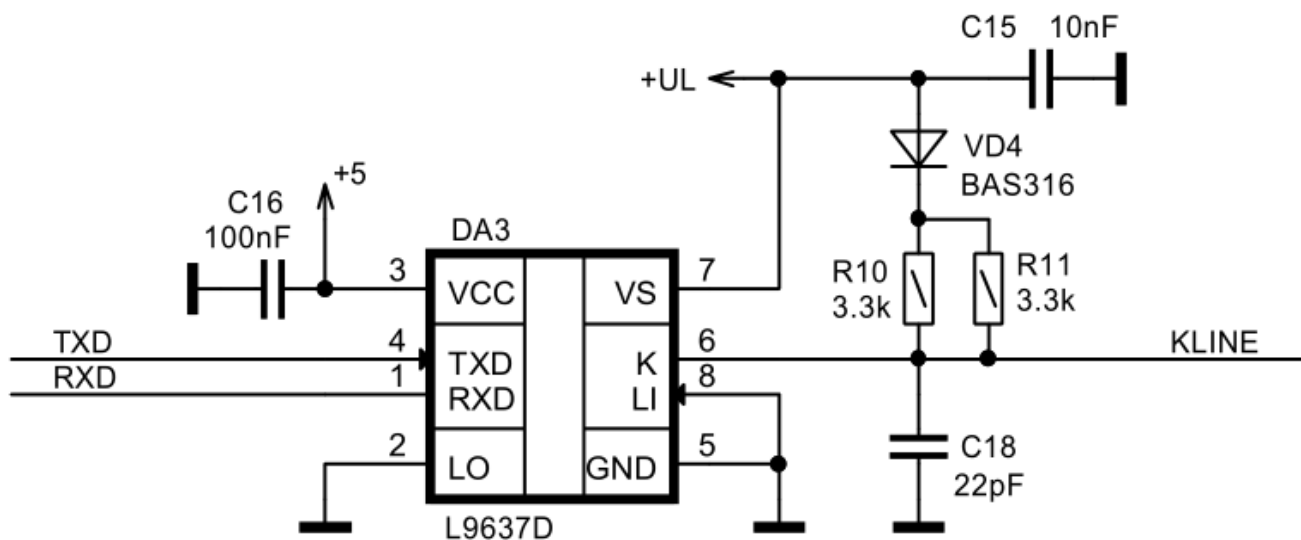 C15 10nF
+UL
VD4
BAS316
+5
C16
100nF
DA3
R10
3.3k
R11
3.3k
3 VCC VS 7
TXD 4 TXD K 6 KLINE
RXD 1 RXD LI 8
2 LO GND 5
C18
22pF
L9637D